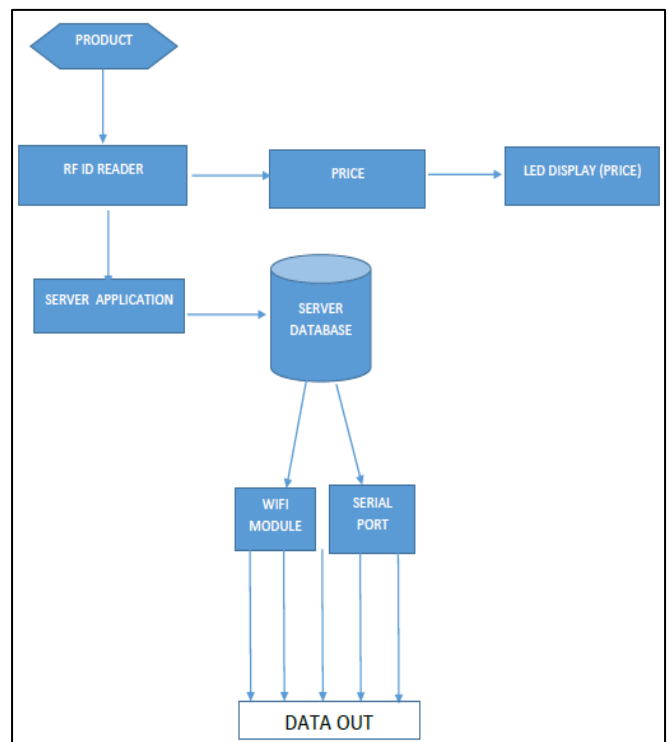 PRODUCT
RF ID READER
PRICE
LED DISPLAY (PRICE)
SERVER APPLICATION
SERVER
DATABASE
WIFI
MODULE
SERIAL
PORT
DATA OUT